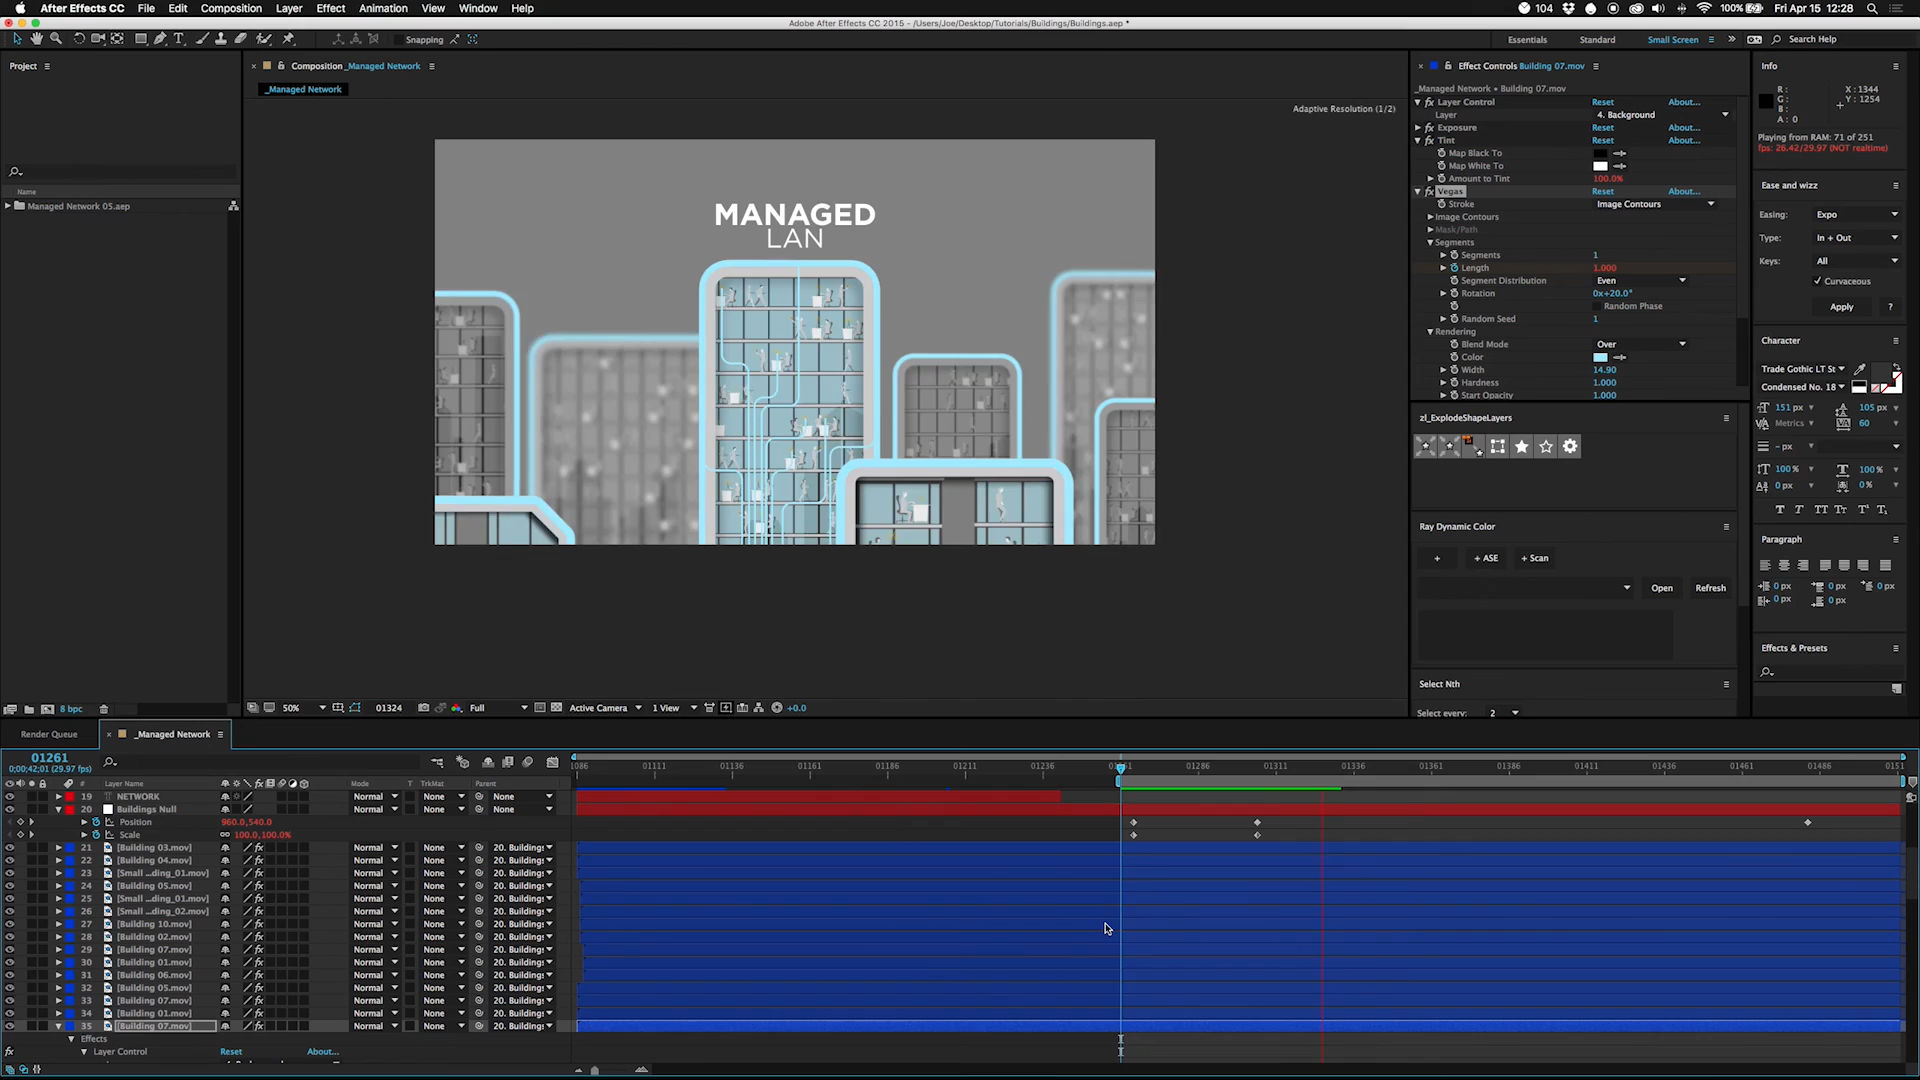 After Effects CC File Edit Composition Layer Effect Animation View Window Help 104 100% Fri Apr 15 12:28
Adobe After Effects CC 2015 - /Users/Joe/Desktop/Tutorials/Buildings/Buildings.aep *
Snapping Essentials Standard Small Screen Search Help
Project
Composition _Managed Network
_Managed Network
Adaptive Resolution (1/2)
Name
Managed Network 05.aep
MANAGED
LAN
8 bpc
50% 01324 Full Active Camera 1 View +0.0
Effect Controls Building 07.mov
_Managed Network • Building 07.mov
Layer Control Reset About...
Layer 4. Background
Exposure Reset About...
Tint Reset About...
Map Black To
Map White To
Amount to Tint 100.0%
Vegas Reset About...
Stroke Image Contours
Image Contours
Mask/Path
Segments
Segments 1
Length 1.000
Segment Distribution Even
Rotation 0x+20.0°
Random Phase
Random Seed 1
Rendering
Blend Mode Over
Color
Width 14.90
Hardness 1.000
Start Opacity 1.000
zl_ExplodeShapeLayers
Ray Dynamic Color
+ + ASE + Scan
Open Refresh
Select Nth
Select every: 2
Info
R: X: 1344
G: Y: 1254
B:
A: 0
Playing from RAM: 71 of 251
fps: 26.42/29.97 (NOT realtime)
Ease and wizz
Easing: Expo
Type: In + Out
Keys: All
Curvaceous
Apply ?
Character
Trade Gothic LT St
Condensed No. 18
151 px 105 px
Metrics 60
- px
100% 100%
0 px 0 %
T T TT Tr T¹ T₁
Paragraph
0 px 0 px 0 px
0 px 0 px
Effects & Presets
Render Queue _Managed Network
01261
0;00;42;01 (29.97 fps)
# Layer Name Mode T TrkMat Parent
1086 01111 01136 01161 01186 01211 01236 01286 01311 01336 01361 01386 01411 01436 01461 01486 0151
19 NETWORK Normal None None
20 Buildings Null Normal None None
Position 960.0,540.0
Scale 100.0,100.0%
21 [Building 03.mov] Normal None 20. Buildings
22 [Building 04.mov] Normal None 20. Buildings
23 [Small ...ding_01.mov] Normal None 20. Buildings
24 [Building 05.mov] Normal None 20. Buildings
25 [Small ...ding_01.mov] Normal None 20. Buildings
26 [Small ...ding_02.mov] Normal None 20. Buildings
27 [Building 10.mov] Normal None 20. Buildings
28 [Building 02.mov] Normal None 20. Buildings
29 [Building 07.mov] Normal None 20. Buildings
30 [Building 01.mov] Normal None 20. Buildings
31 [Building 06.mov] Normal None 20. Buildings
32 [Building 05.mov] Normal None 20. Buildings
33 [Building 07.mov] Normal None 20. Buildings
34 [Building 01.mov] Normal None 20. Buildings
35 [Building 07.mov] Normal None 20. Buildings
Effects
Layer Control Reset About...